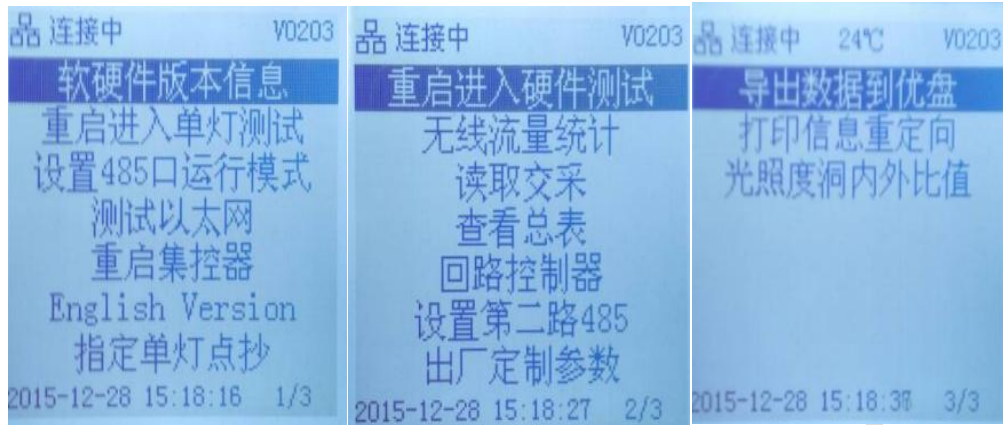 连接中 V0203
软硬件版本信息
重启进入单灯测试
设置485口运行模式
测试以太网
重启集控器
English Version
指定单灯点抄
2015-12-28 15:18:16 1/3
连接中 V0203
重启进入硬件测试
无线流量统计
读取交采
查看总表
回路控制器
设置第二路485
出厂定制参数
2015-12-28 15:18:27 2/3
连接中 24℃ V0203
导出数据到优盘
打印信息重定向
光照度洞内外比值
2015-12-28 3/3